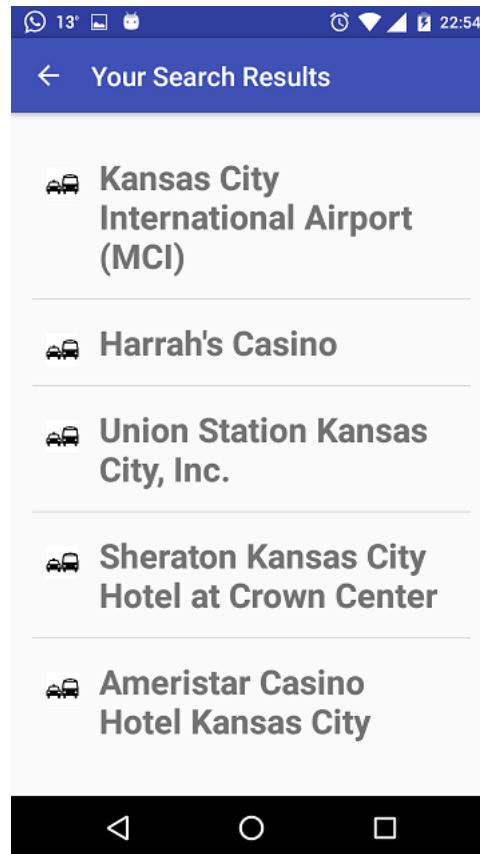 13° 22:54
Your Search Results
Kansas City
International Airport
(MCI)
Harrah's Casino
Union Station Kansas
City, Inc.
Sheraton Kansas City
Hotel at Crown Center
Ameristar Casino
Hotel Kansas City